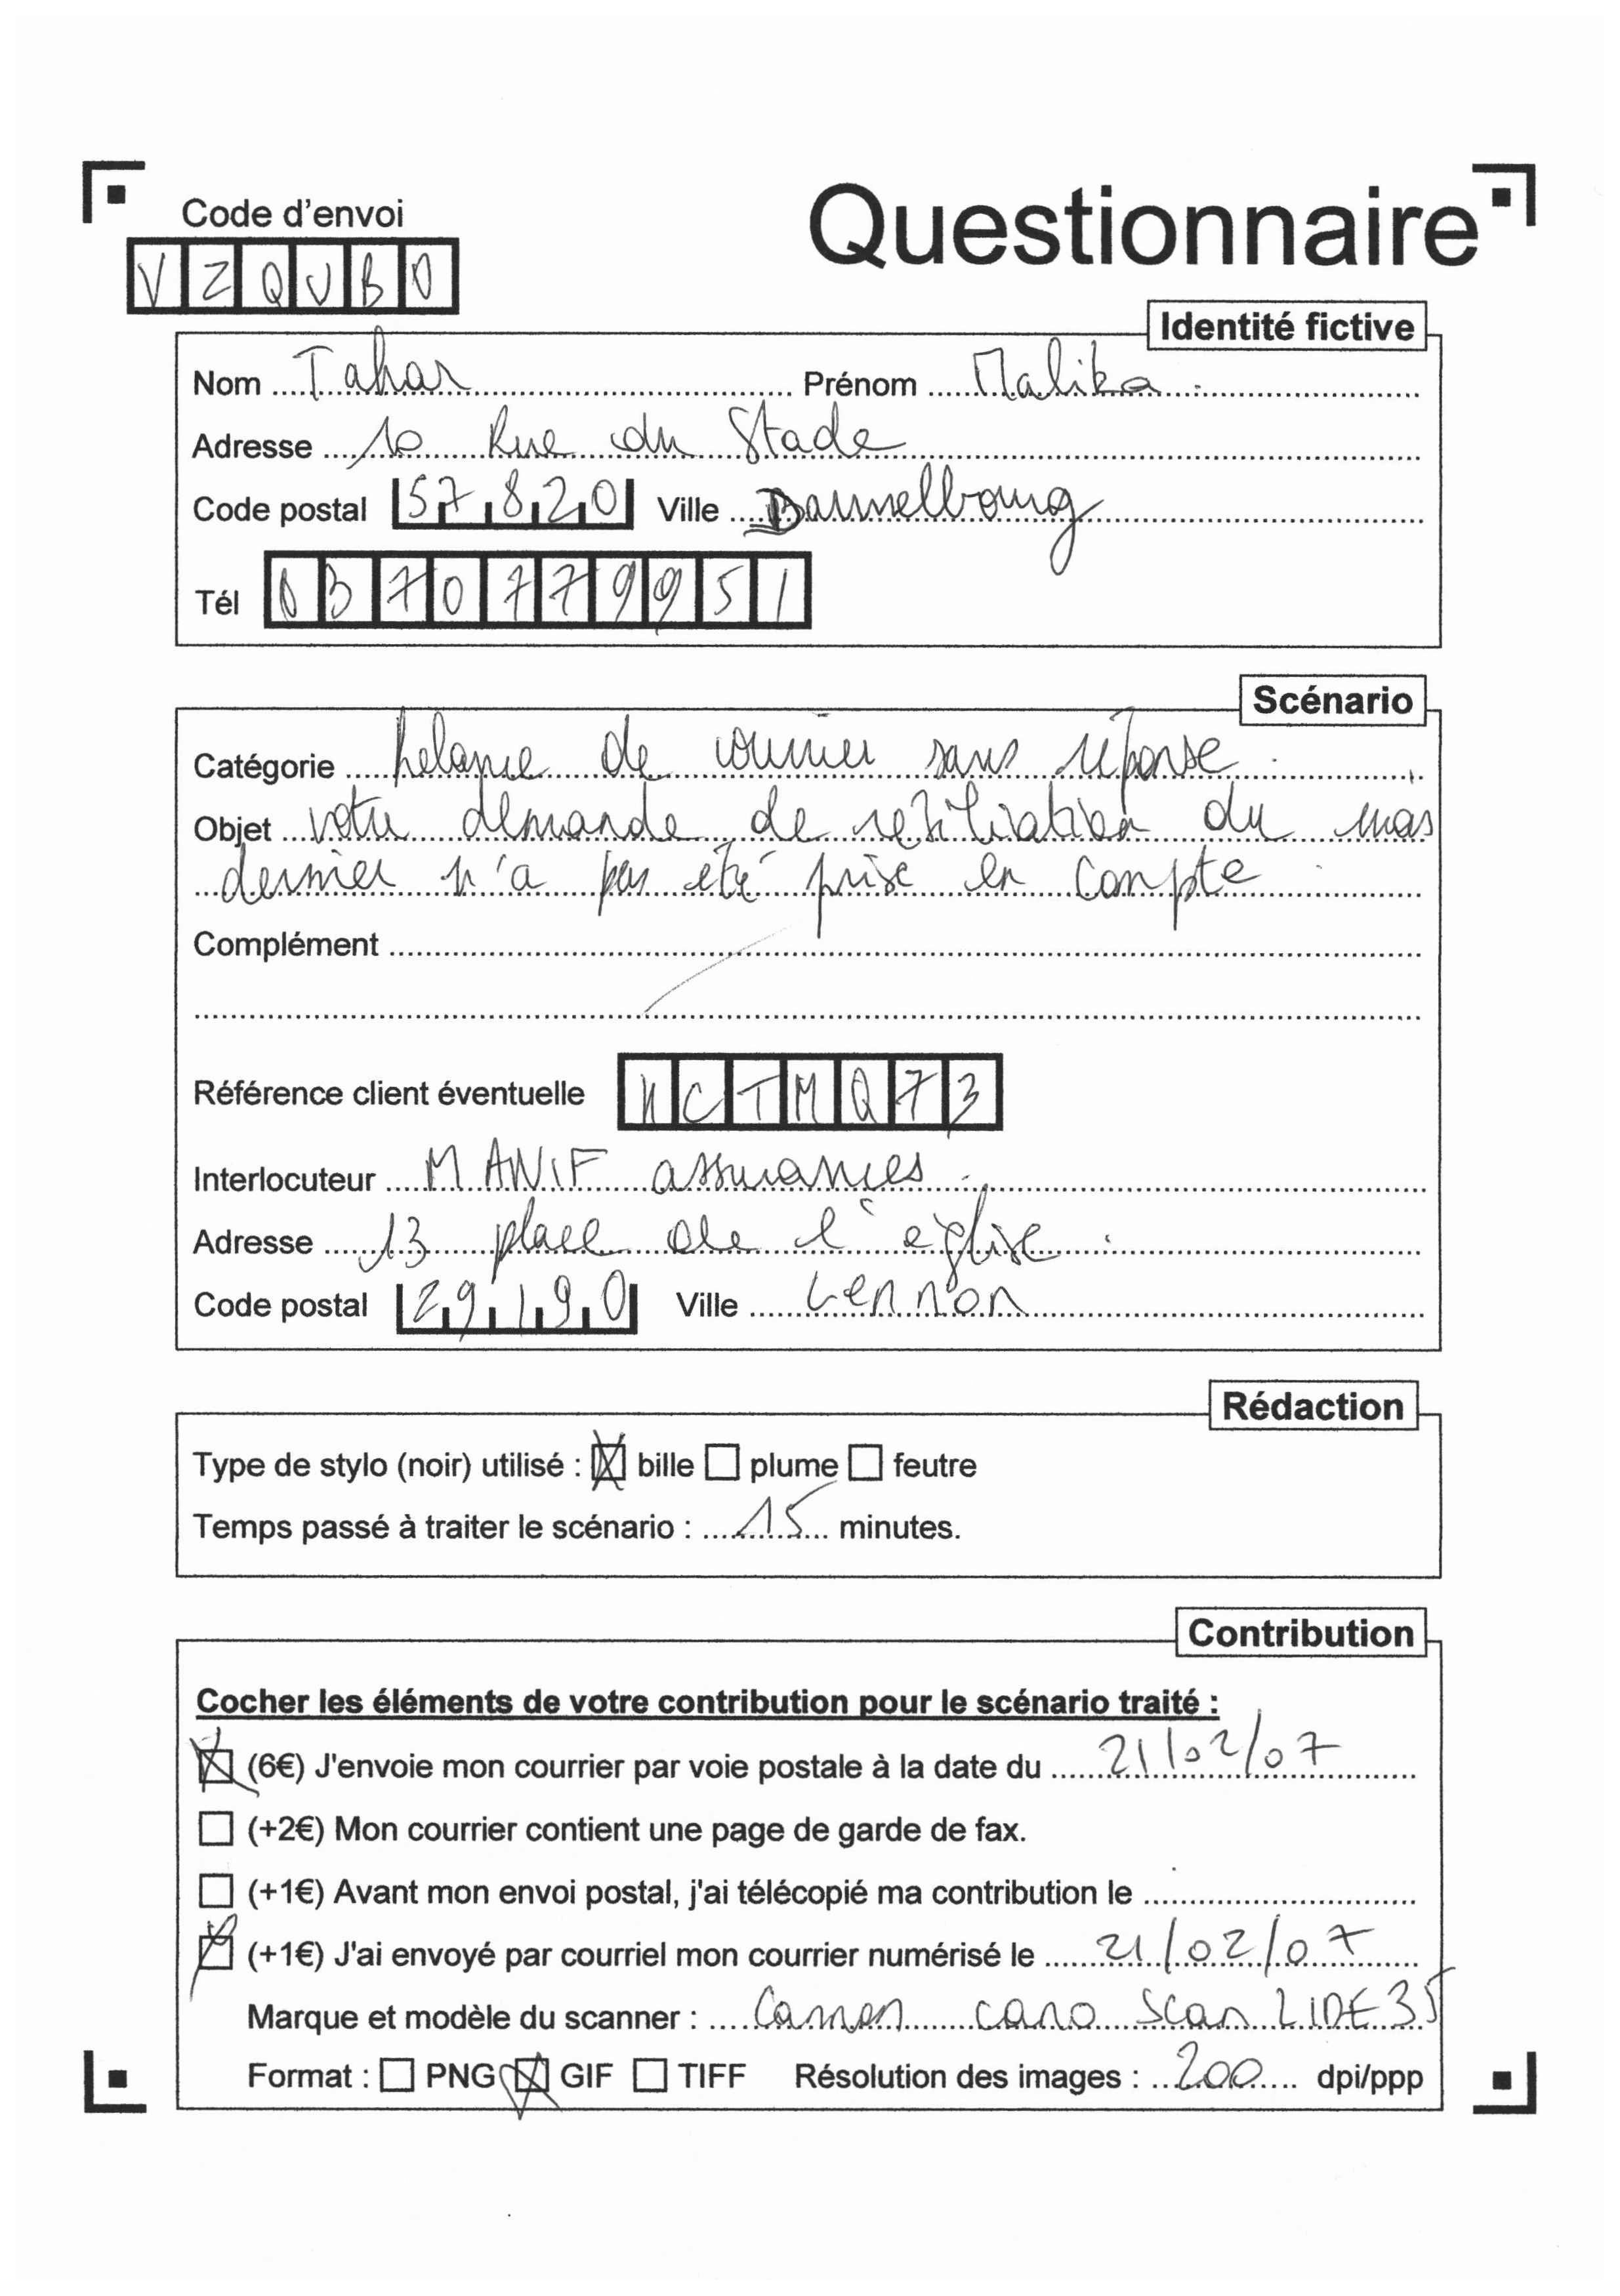 Code d'envoi
Questionnaire
VZQUBO
Identité fictive
Nom Tahar Prénom Malika
Adresse 10 Rue du Stade
Code postal 57820 Ville Dannelbourg
Tél 0370779951
Scénario
Catégorie Relance de courrier sans réponse
Objet votre demande de résiliation du mois
dernier n'a pas été prise en compte
Complément
Référence client éventuelle
Interlocuteur MANIF assurances
Adresse 13 place de l'église
Code postal 29190 Ville Lennon
Rédaction
Type de stylo (noir) utilisé : bille plume feutre
Temps passé à traiter le scénario : 15 minutes.
Contribution
Cocher les éléments de votre contribution pour le scénario traité :
(6€) J'envoie mon courrier par voie postale à la date du 21/02/07
(+2€) Mon courrier contient une page de garde de fax.
(+1€) Avant mon envoi postal, j'ai télécopié ma contribution le
(+1€) J'ai envoyé par courriel mon courrier numérisé le 21/02/07
Marque et modèle du scanner : Canon cano Scan LIDE 35
Format : PNG GIF TIFF Résolution des images : 200 dpi/ppp